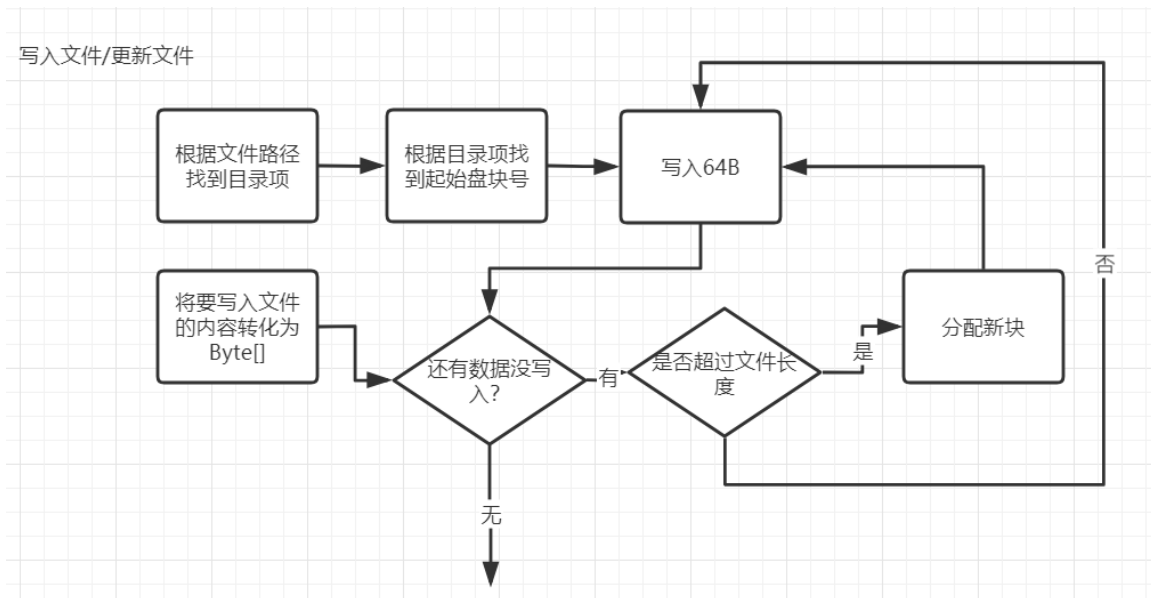 写入文件/更新文件
根据文件路径
找到目录项
根据目录项找
到起始盘块号
写入64B
将要写入文件
的内容转化为
Byte[]
还有数据没写
入?
有
是否超过文件长
度
是
分配新块
否
无